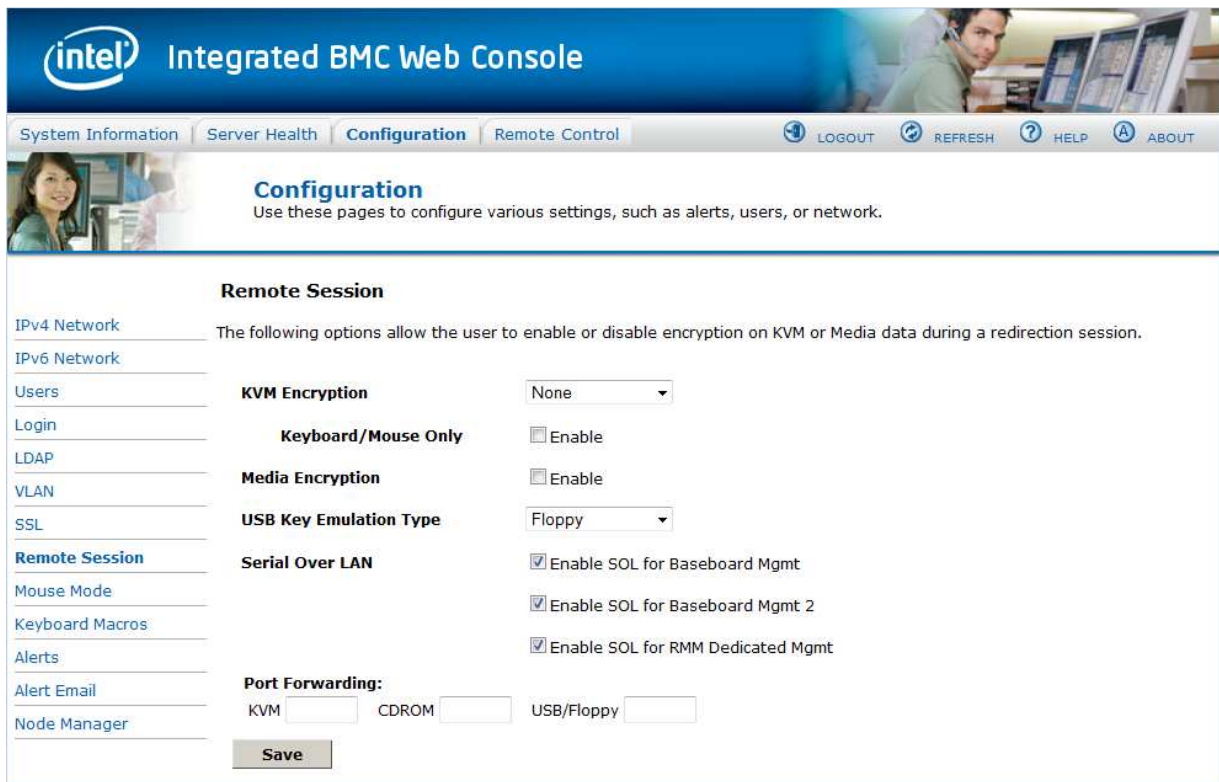 intel Integrated BMC Web Console
System Information Server Health Configuration Remote Control LOGOUT REFRESH ? HELP A ABOUT
Configuration
Use these pages to configure various settings, such as alerts, users, or network.
Remote Session
The following options allow the user to enable or disable encryption on KVM or Media data during a redirection session.
IPv4 Network
IPv6 Network
Users
Login
LDAP
VLAN
SSL
Remote Session
Mouse Mode
Keyboard Macros
Alerts
Alert Email
Node Manager
KVM Encryption None
Keyboard/Mouse Only Enable
Media Encryption Enable
USB Key Emulation Type Floppy
Serial Over LAN Enable SOL for Baseboard Mgmt
Enable SOL for Baseboard Mgmt 2
Enable SOL for RMM Dedicated Mgmt
Port Forwarding:
KVM CDROM USB/Floppy
Save